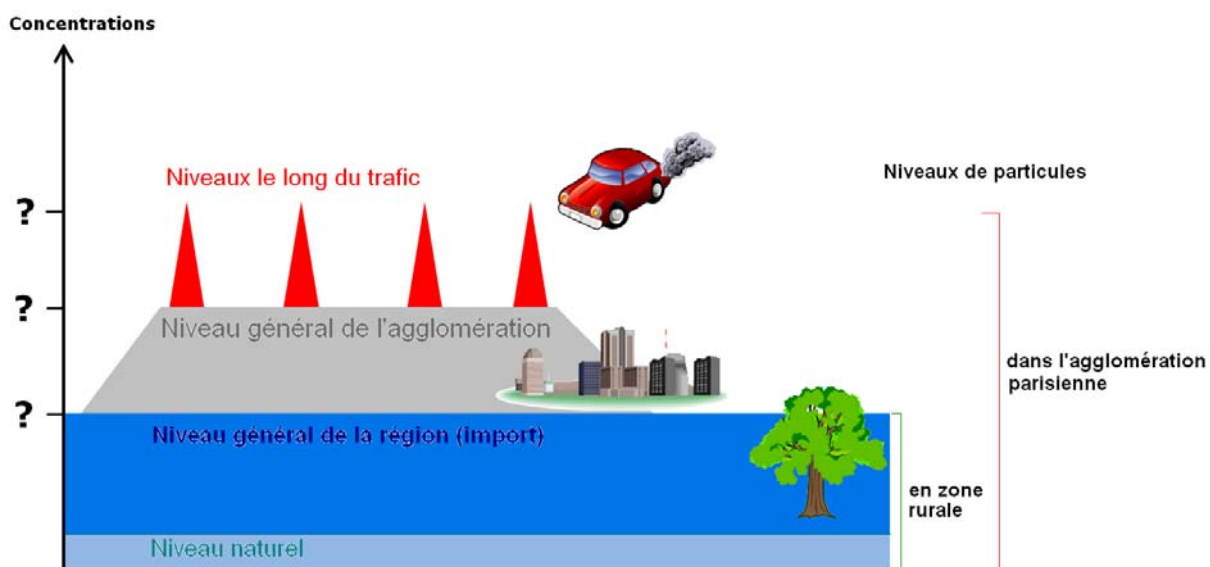 Concentrations
Niveaux le long du trafic
Niveaux de particules
?
?
Niveau général de l'agglomération
dans l'agglomération
parisienne
?
Niveau général de la région (import)
en zone
rurale
Niveau naturel